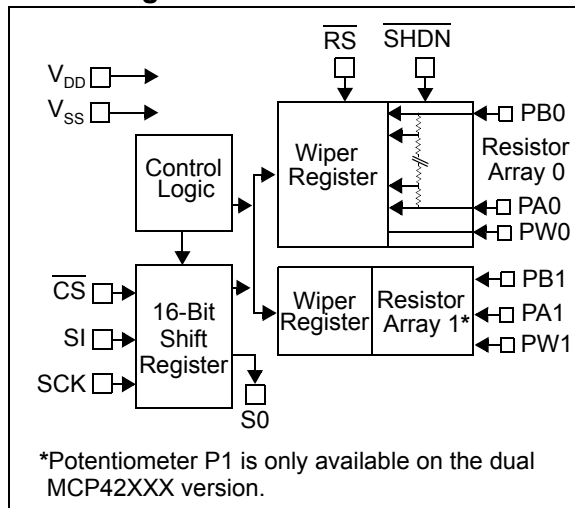 RS
SHDN
VDD
VSS
PB0
Wiper
Register
Resistor
Array 0
Control
Logic
PA0
PW0
CS
SI
SCK
16-Bit
Shift
Register
Wiper
Register
Resistor
Array 1*
PB1
PA1
PW1
S0
*Potentiometer P1 is only available on the dual
MCP42XXX version.